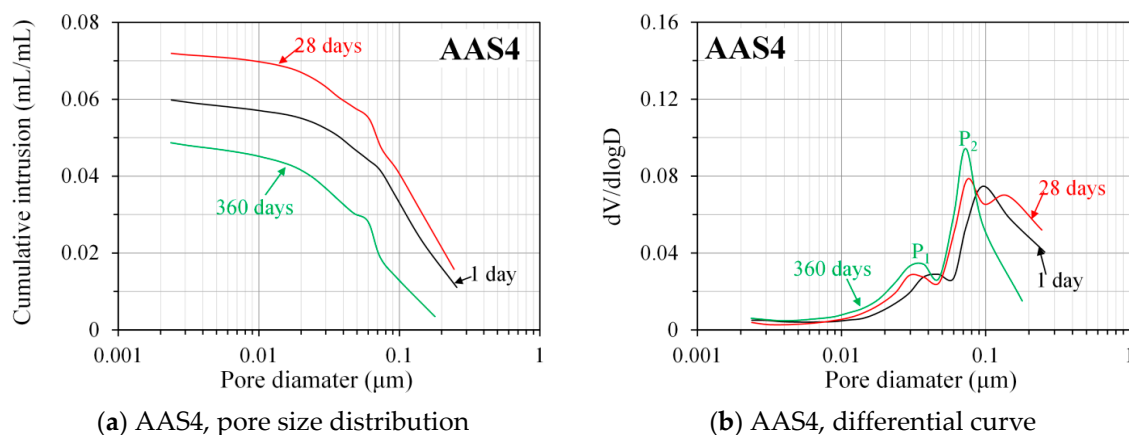 0.08
0.06
0.04
0.02
0
0.001
0.01
0.1
1
Cumulative intrusion (mL/mL)
Pore diamater (μm)
AAS4
28 days
360 days
1 day
(a) AAS4, pore size distribution
0.16
0.12
0.08
0.04
0
0.001
0.01
0.1
1
dV/dlogD
Pore diamater (μm)
AAS4
P2
P1
28 days
360 days
1 day
(b) AAS4, differential curve